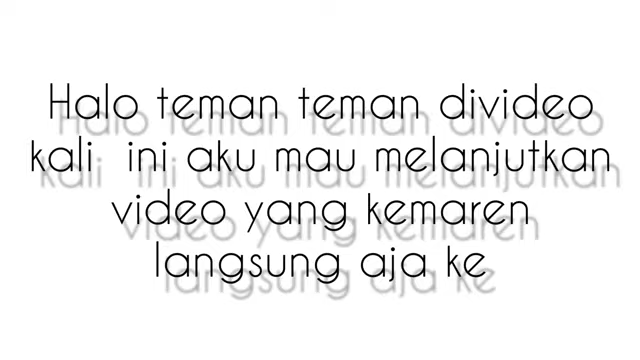 Halo teman teman divideo
kali ini aku mau melanjutkan
video yang kemaren
langsung aja ke